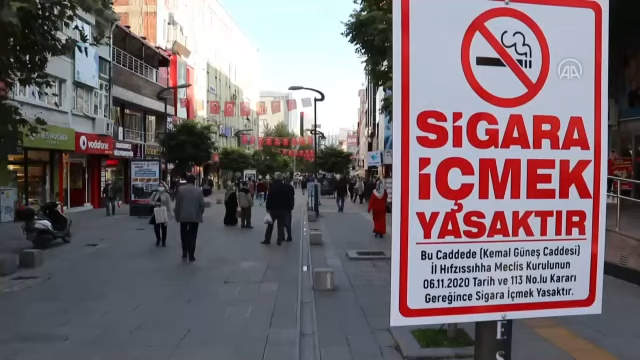 vodafone
AA
SİGARA
İÇMEK
YASAKTIR
Bu Caddede (Kemal Güneş Caddesi)
İl Hıfzıssıhha Meclis Kurulunun
06.11.2020 Tarih ve 113 No.lu Kararı
Gereğince Sigara İçmek Yasaktır.
E
S